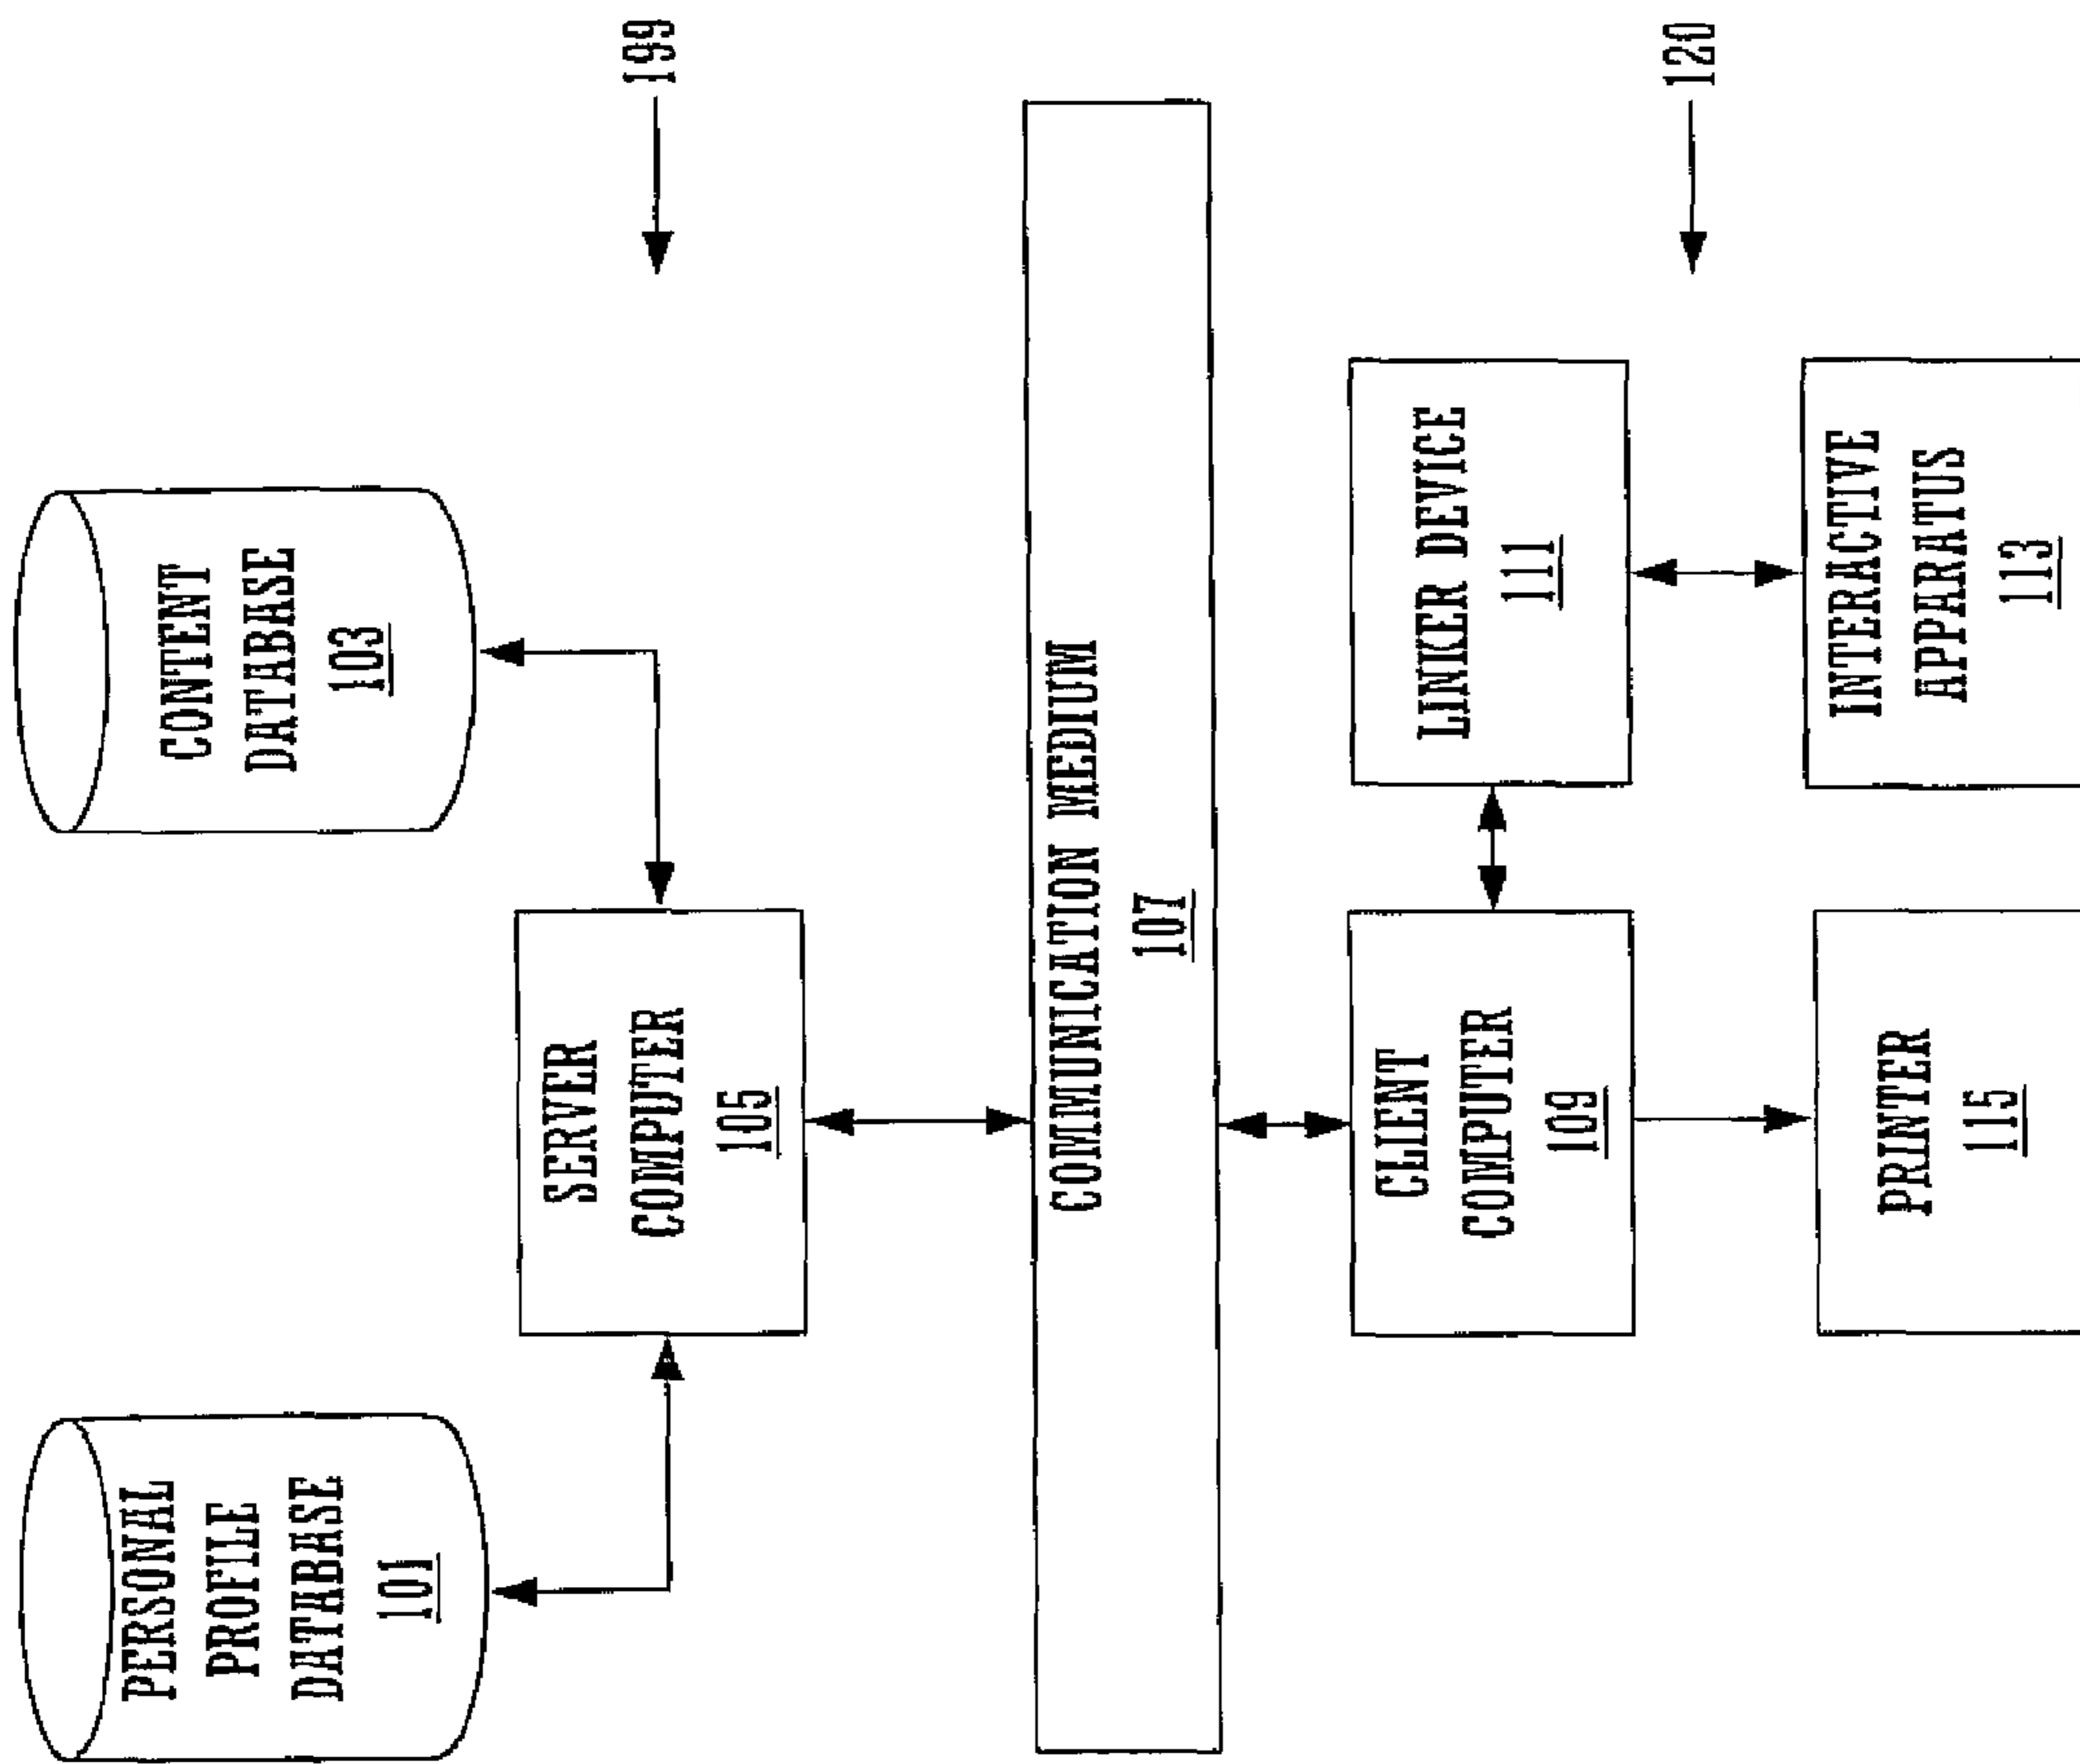 199
CONTENT
DATABASE
103
PERSONAL
PROFILE
DATABASE
101
SERVER
COMPUTER
105
COMMUNICATION MEDIUM
107
120
LINKER DEVICE
111
CLIENT
COMPUTER
109
INTERACTIVE
APPARATUS
113
PRINTER
115